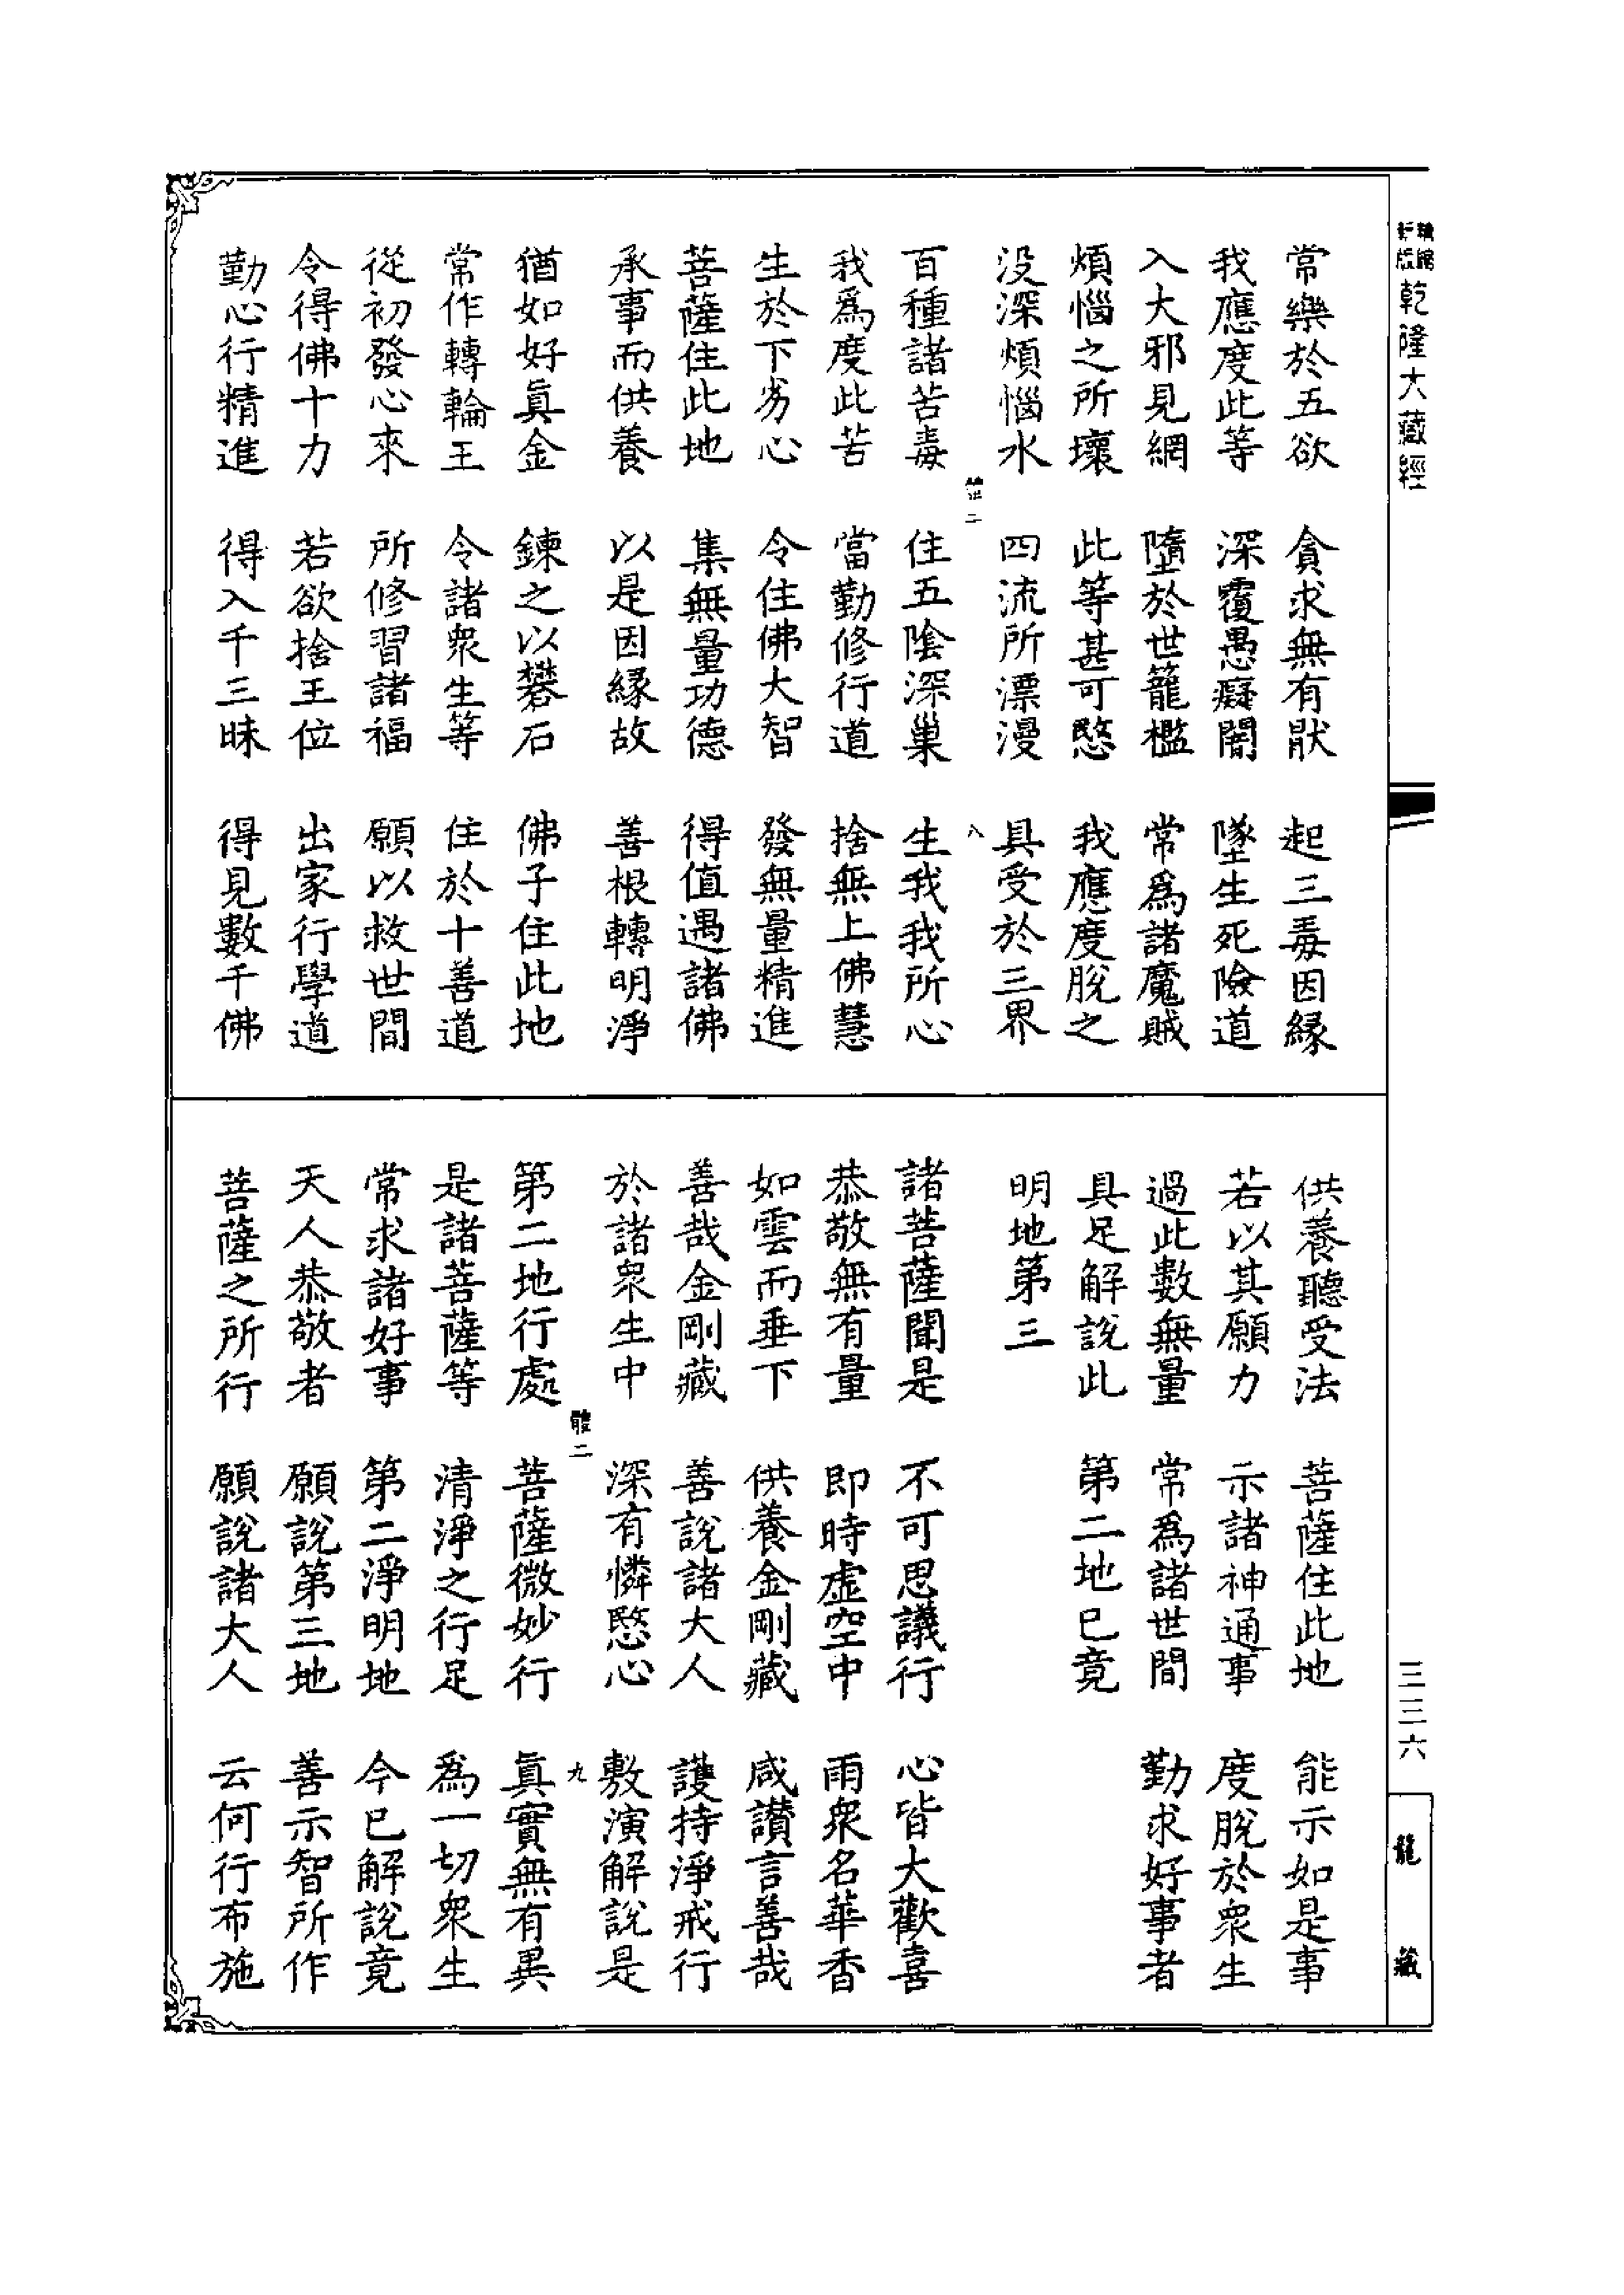 乾隆大藏經
三三六
龍藏
常樂於五欲 貪求無有猒 起三毒因緣
我應度此等 深覆愚癡闇 墜生死險道
入大邪見網 墮於世籠檻 常爲諸魔賊
煩惱之所壞 此等甚可愍 我應度脫之
没深煩惱水 四流所漂漫 具受於三界
二 八
百種諸苦毒 住五陰深巢 生我我所心
我爲度此苦 當勤修行道 捨無上佛慧
生於下劣心 令住佛大智 發無量精進
菩薩住此地 集無量功德 得值遇諸佛
承事而供養 以是因緣故 善根轉明淨
猶如好眞金 鍊之以礬石 佛子住此地
常作轉輪王 令諸衆生等 住於十善道
從初發心來 所修習諸福 願以救世間
令得佛十力 若欲捨王位 出家行學道
勤心行精進 得入千三昧 得見數千佛
供養聽受法 菩薩住此地 能示如是事
若以其願力 示諸神通事 度脫於衆生
過此數無量 常爲諸世間 勤求好事者
具足解說此 第二地已竟
明地第三
諸菩薩聞是 不可思議行 心皆大歡喜
恭敬無有量 即時虛空中 雨衆名華香
如雲而垂下 供養金剛藏 咸讃言善哉
善哉金剛藏 善說諸大人 護持淨戒行
於諸衆生中 深有憐愍心 敷演解說是
體二 九
第二地行處 菩薩微妙行 眞實無有異
是諸菩薩等 清淨之行足 爲一切衆生
常求諸好事 第二淨明地 今已解說竟
天人恭敬者 願說第三地 善示智所作
菩薩之所行 願說諸大人 云何行布施